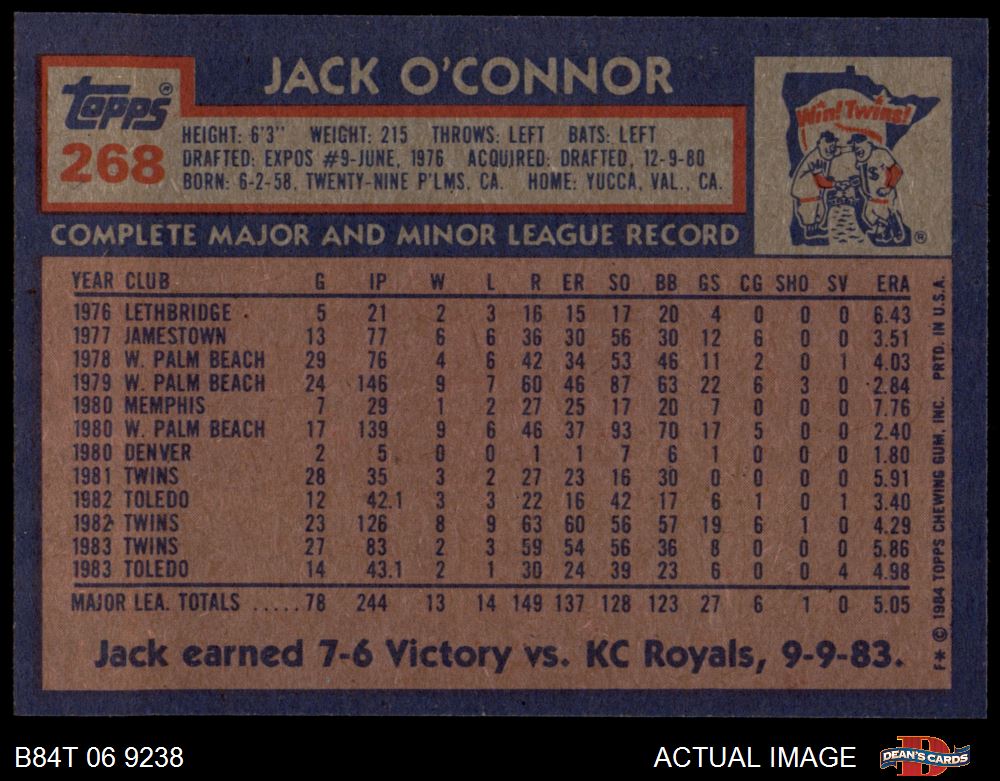 JACK O'CONNOR
Topps®
268
HEIGHT: 6'3" WEIGHT: 215 THROWS: LEFT BATS: LEFT
DRAFTED: EXPOS #9-JUNE, 1976 ACQUIRED: DRAFTED, 12-9-80
BORN: 6-2-58, TWENTY-NINE P'LMS, CA. HOME: YUCCA, VAL., CA.
Win! Twins!
$
®
COMPLETE MAJOR AND MINOR LEAGUE RECORD
YEAR CLUB G IP W L R ER SO BB GS CG SHO SV ERA
1976 LETHBRIDGE 5 21 2 3 16 15 17 20 4 0 0 0 6.43
1977 JAMESTOWN 13 77 6 6 36 30 56 30 12 6 0 0 3.51
1978 W. PALM BEACH 29 76 4 6 42 34 53 46 11 2 0 1 4.03
1979 W. PALM BEACH 24 146 9 7 60 46 87 63 22 6 3 0 2.84
1980 MEMPHIS 7 29 1 2 27 25 17 20 7 0 0 0 7.76
1980 W. PALM BEACH 17 139 9 6 46 37 93 70 17 5 0 0 2.40
1980 DENVER 2 5 0 0 1 1 7 6 1 0 0 0 1.80
1981 TWINS 28 35 3 2 27 23 16 30 0 0 0 0 5.91
1982 TOLEDO 12 42.1 3 3 22 16 42 17 6 1 0 1 3.40
1982 TWINS 23 126 8 9 63 60 56 57 19 6 1 0 4.29
1983 TWINS 27 83 2 3 59 54 56 36 8 0 0 0 5.86
1983 TOLEDO 14 43.1 2 1 30 24 39 23 6 0 0 4 4.98
MAJOR LEA. TOTALS .....78 244 13 14 149 137 128 123 27 6 1 0 5.05
Jack earned 7-6 Victory vs. KC Royals, 9-9-83.
F* © 1984 TOPPS CHEWING GUM, INC. PRTD. IN U.S.A.
B84T 06 9238
ACTUAL IMAGE
DEAN'S CARDS